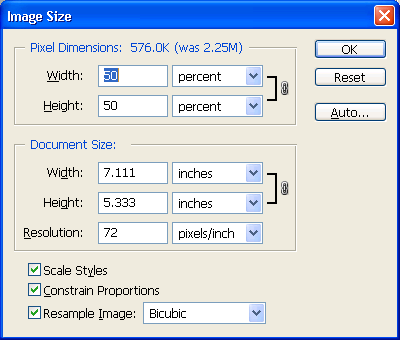 Image Size
Pixel Dimensions: 576.0K (was 2.25M)
OK
Width: 50 percent
Reset
Height: 50 percent
Auto...
Document Size:
Width: 7.111 inches
Height: 5.333 inches
Resolution: 72 pixels/inch
Scale Styles
Constrain Proportions
Resample Image: Bicubic